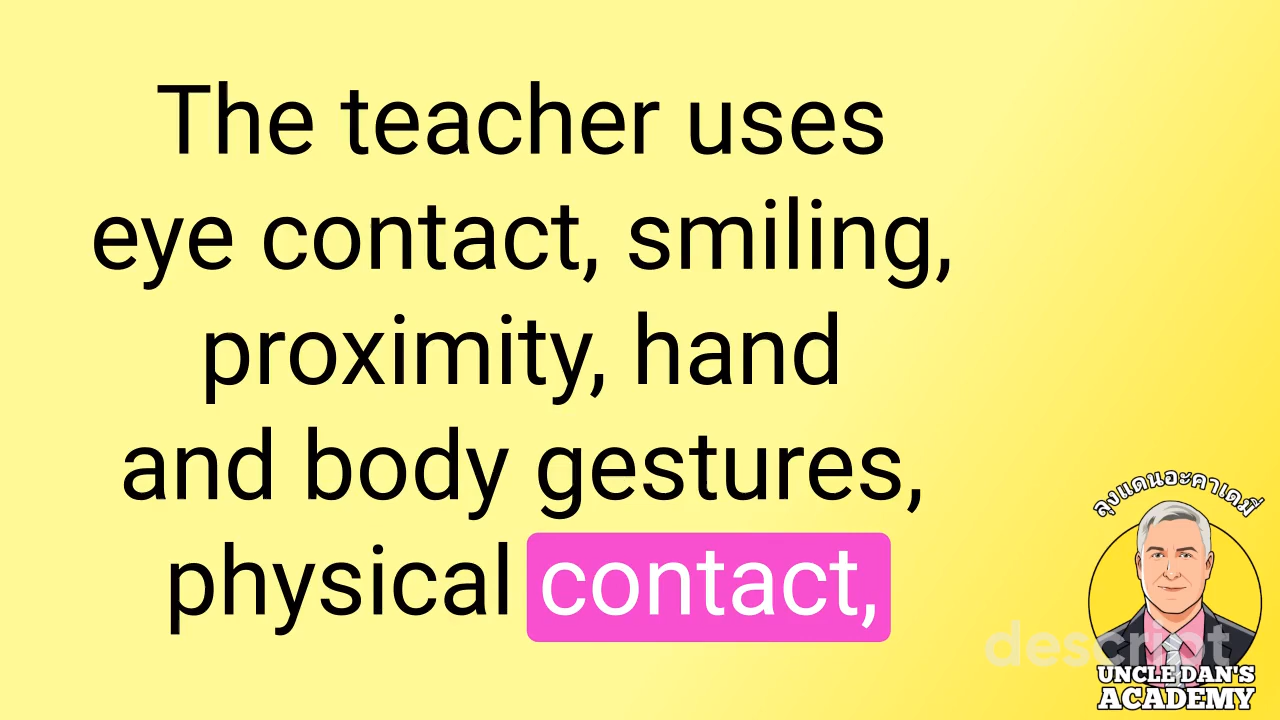 The teacher uses
eye contact, smiling,
proximity, hand
and body gestures,
physical contact,
ลุงแดนอะคาเดมี่
descript
UNCLE DAN'S
ACADEMY